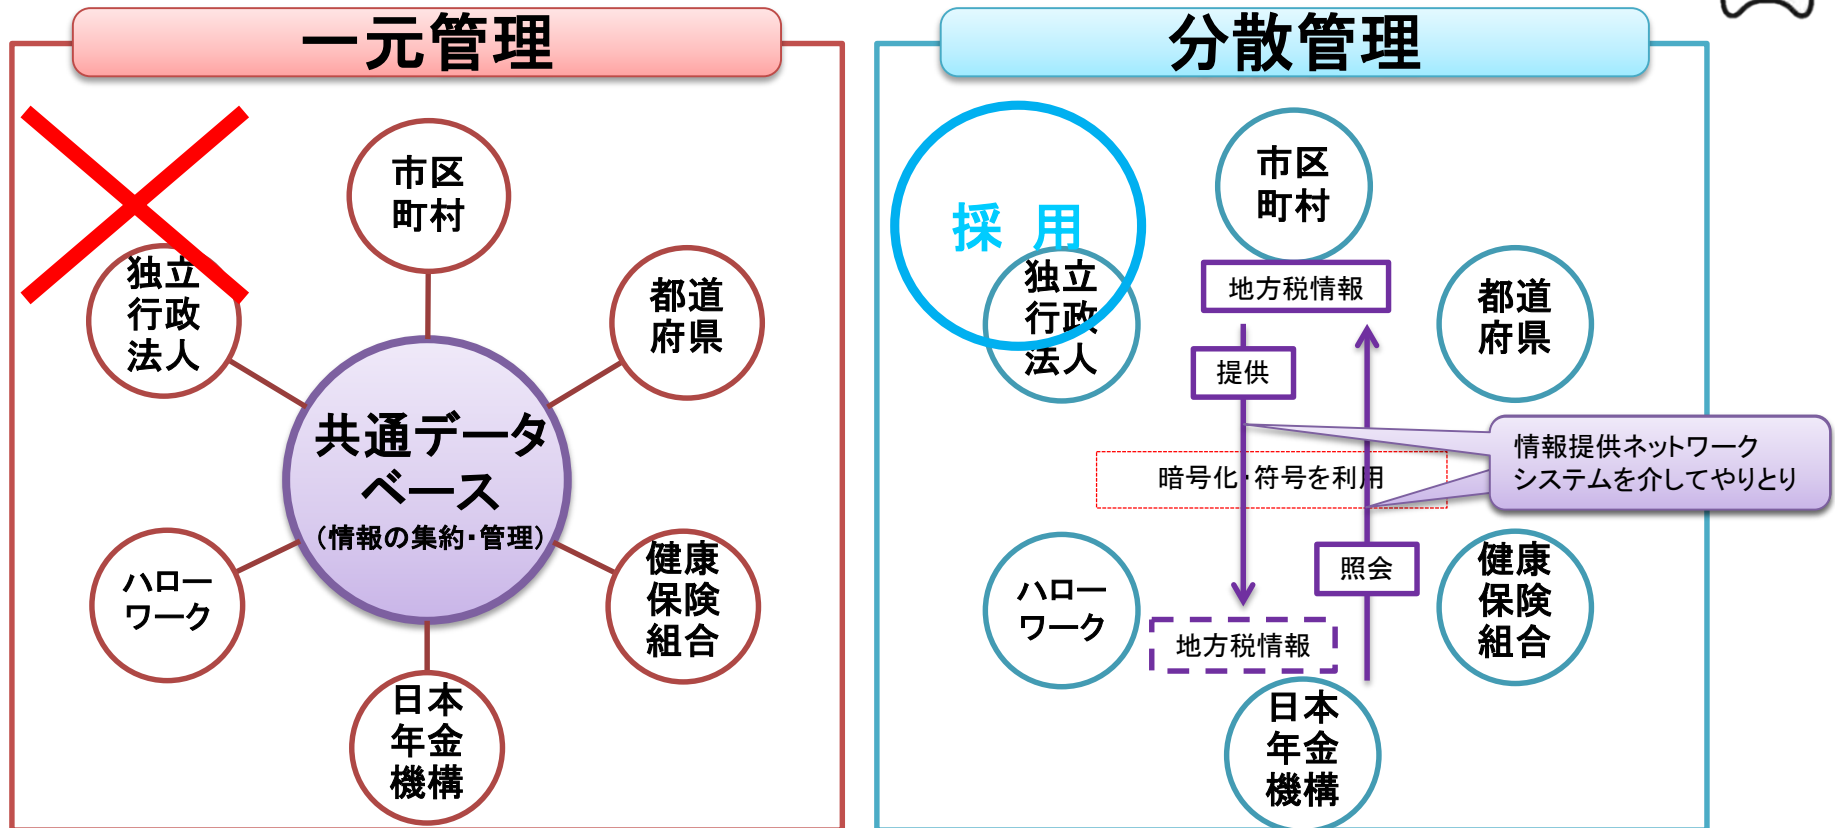 一元管理
市区
町村
独立
行政
法人
都道
府県
共通データ
ベース
（情報の集約・管理）
ハロー
ワーク
健康
保険
組合
日本
年金
機構
分散管理
採 用
市区
町村
地方税情報
独立
行政
法人
都道
府県
提供
情報提供ネットワーク
システムを介してやりとり
暗号化・符号を利用
照会
ハロー
ワーク
健康
保険
組合
地方税情報
日本
年金
機構